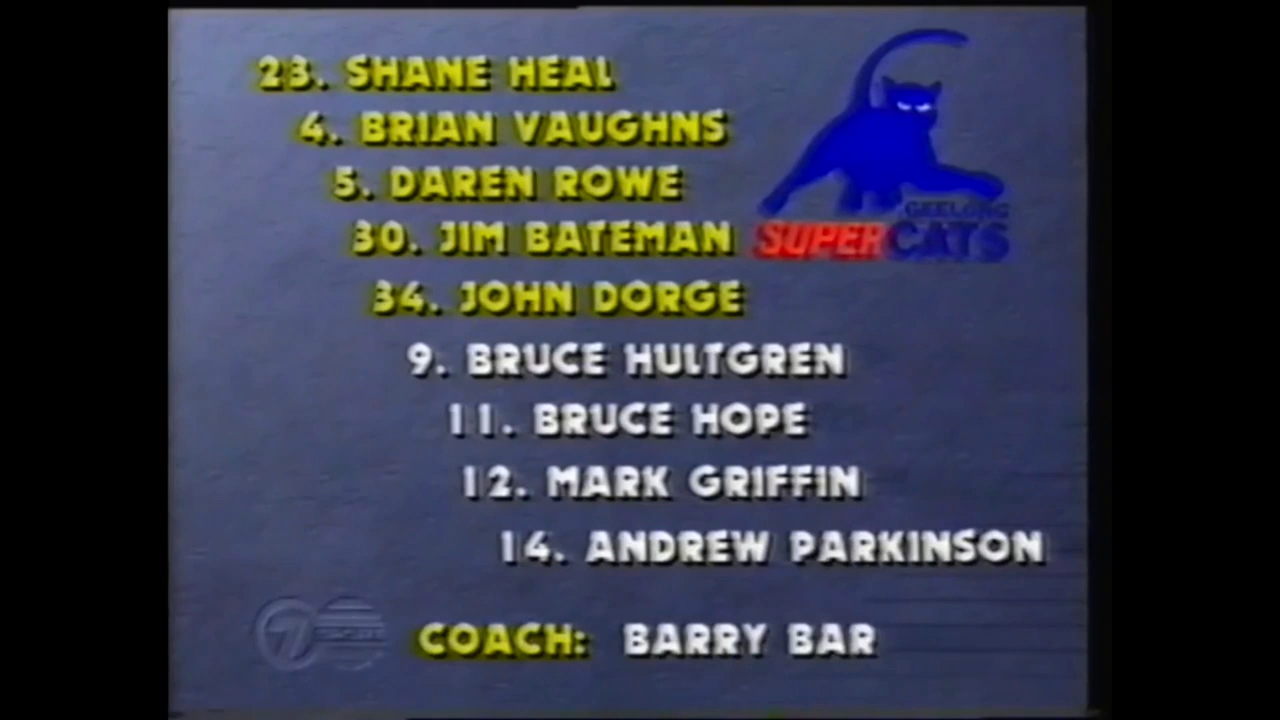 23. SHANE HEAL
4. BRIAN VAUGHNS
5. DAREN ROWE
30. JIM BATEMAN
34. JOHN DORGE
GEELONG
SUPERCATS
9. BRUCE HULTGREN
11. BRUCE HOPE
12. MARK GRIFFIN
14. ANDREW PARKINSON
7
COACH: BARRY BAR